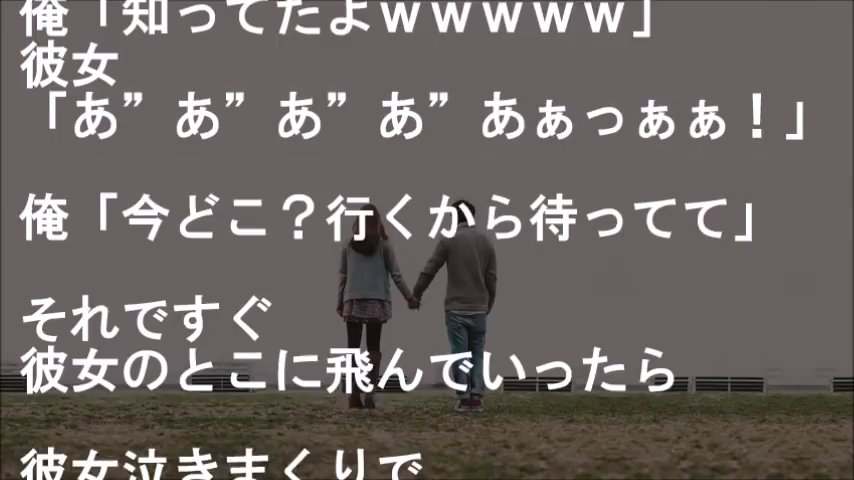 俺「知ってたよｗｗｗｗｗ」
彼女
「あ”あ”あ”あ”あぁっぁぁ！」
俺「今どこ？行くから待ってて」
それですぐ
彼女のとこに飛んでいったら
彼女泣きまくりで